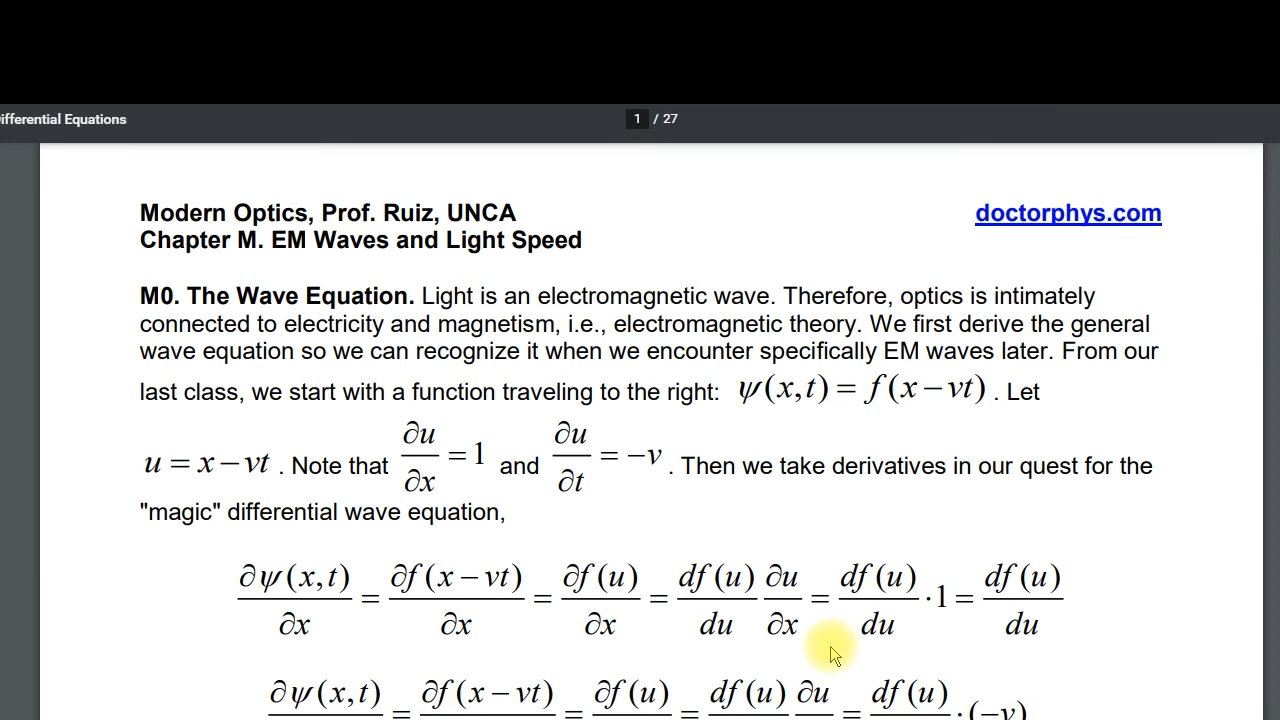 ifferential Equations 1 / 27
Modern Optics, Prof. Ruiz, UNCA doctorphys.com
Chapter M. EM Waves and Light Speed
M0. The Wave Equation. Light is an electromagnetic wave. Therefore, optics is intimately
connected to electricity and magnetism, i.e., electromagnetic theory. We first derive the general
wave equation so we can recognize it when we encounter specifically EM waves later. From our
last class, we start with a function traveling to the right: ψ(x,t) = f(x−vt). Let
u = x−vt. Note that ∂u/∂x = 1 and ∂u/∂t = −v. Then we take derivatives in our quest for the
"magic" differential wave equation,
∂ψ(x,t)/∂x = ∂f(x−vt)/∂x = ∂f(u)/∂x = df(u)/du ∂u/∂x = df(u)/du ·1 = df(u)/du
∂ψ(x,t) = ∂f(x−vt) = ∂f(u) = df(u) ∂u = df(u) ·(−v)